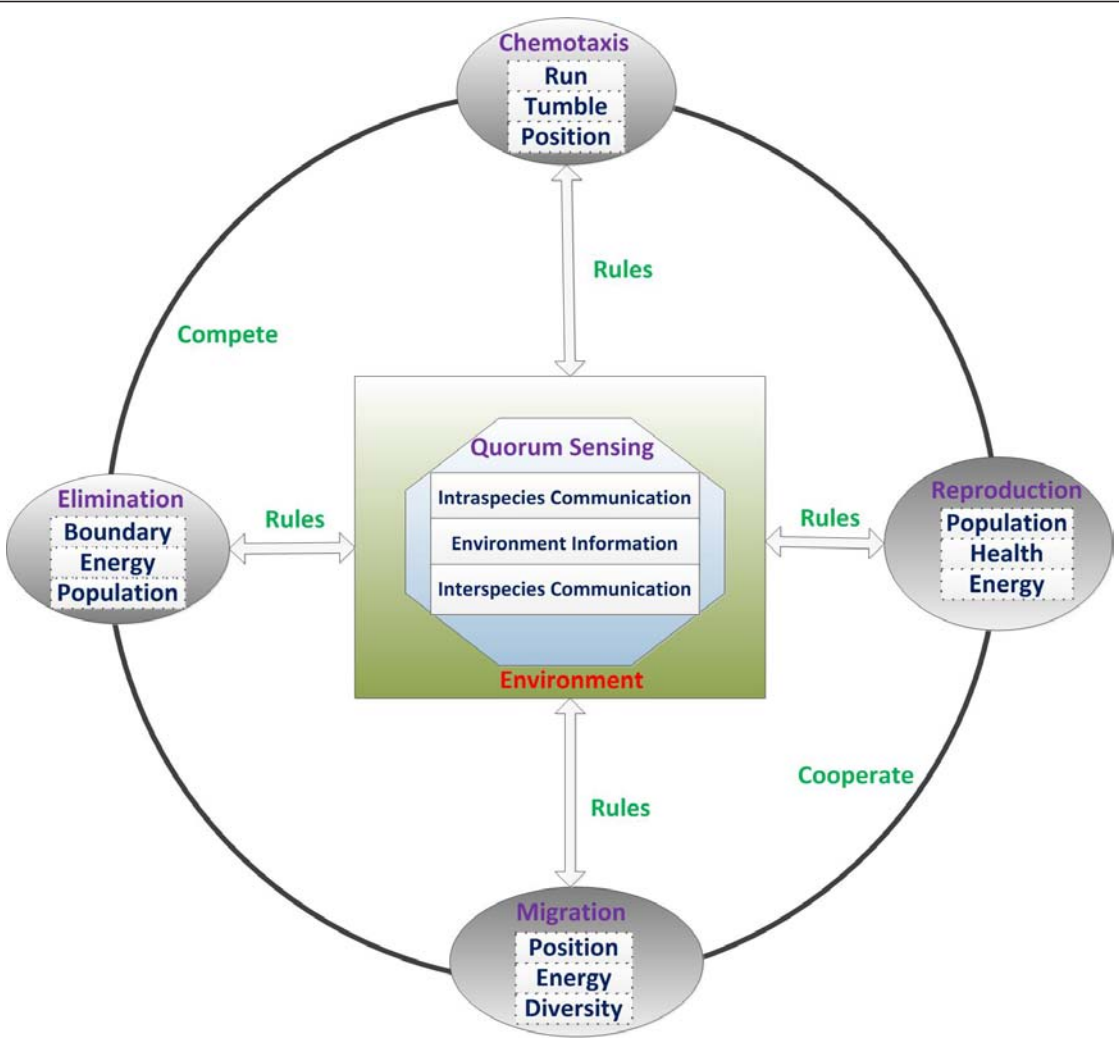 Chemotaxis
Run
Tumble
Position
Rules
Compete
Quorum Sensing
Intraspecies Communication
Environment Information
Interspecies Communication
Environment
Elimination
Boundary
Energy
Population
Rules
Rules
Reproduction
Population
Health
Energy
Cooperate
Rules
Migration
Position
Energy
Diversity